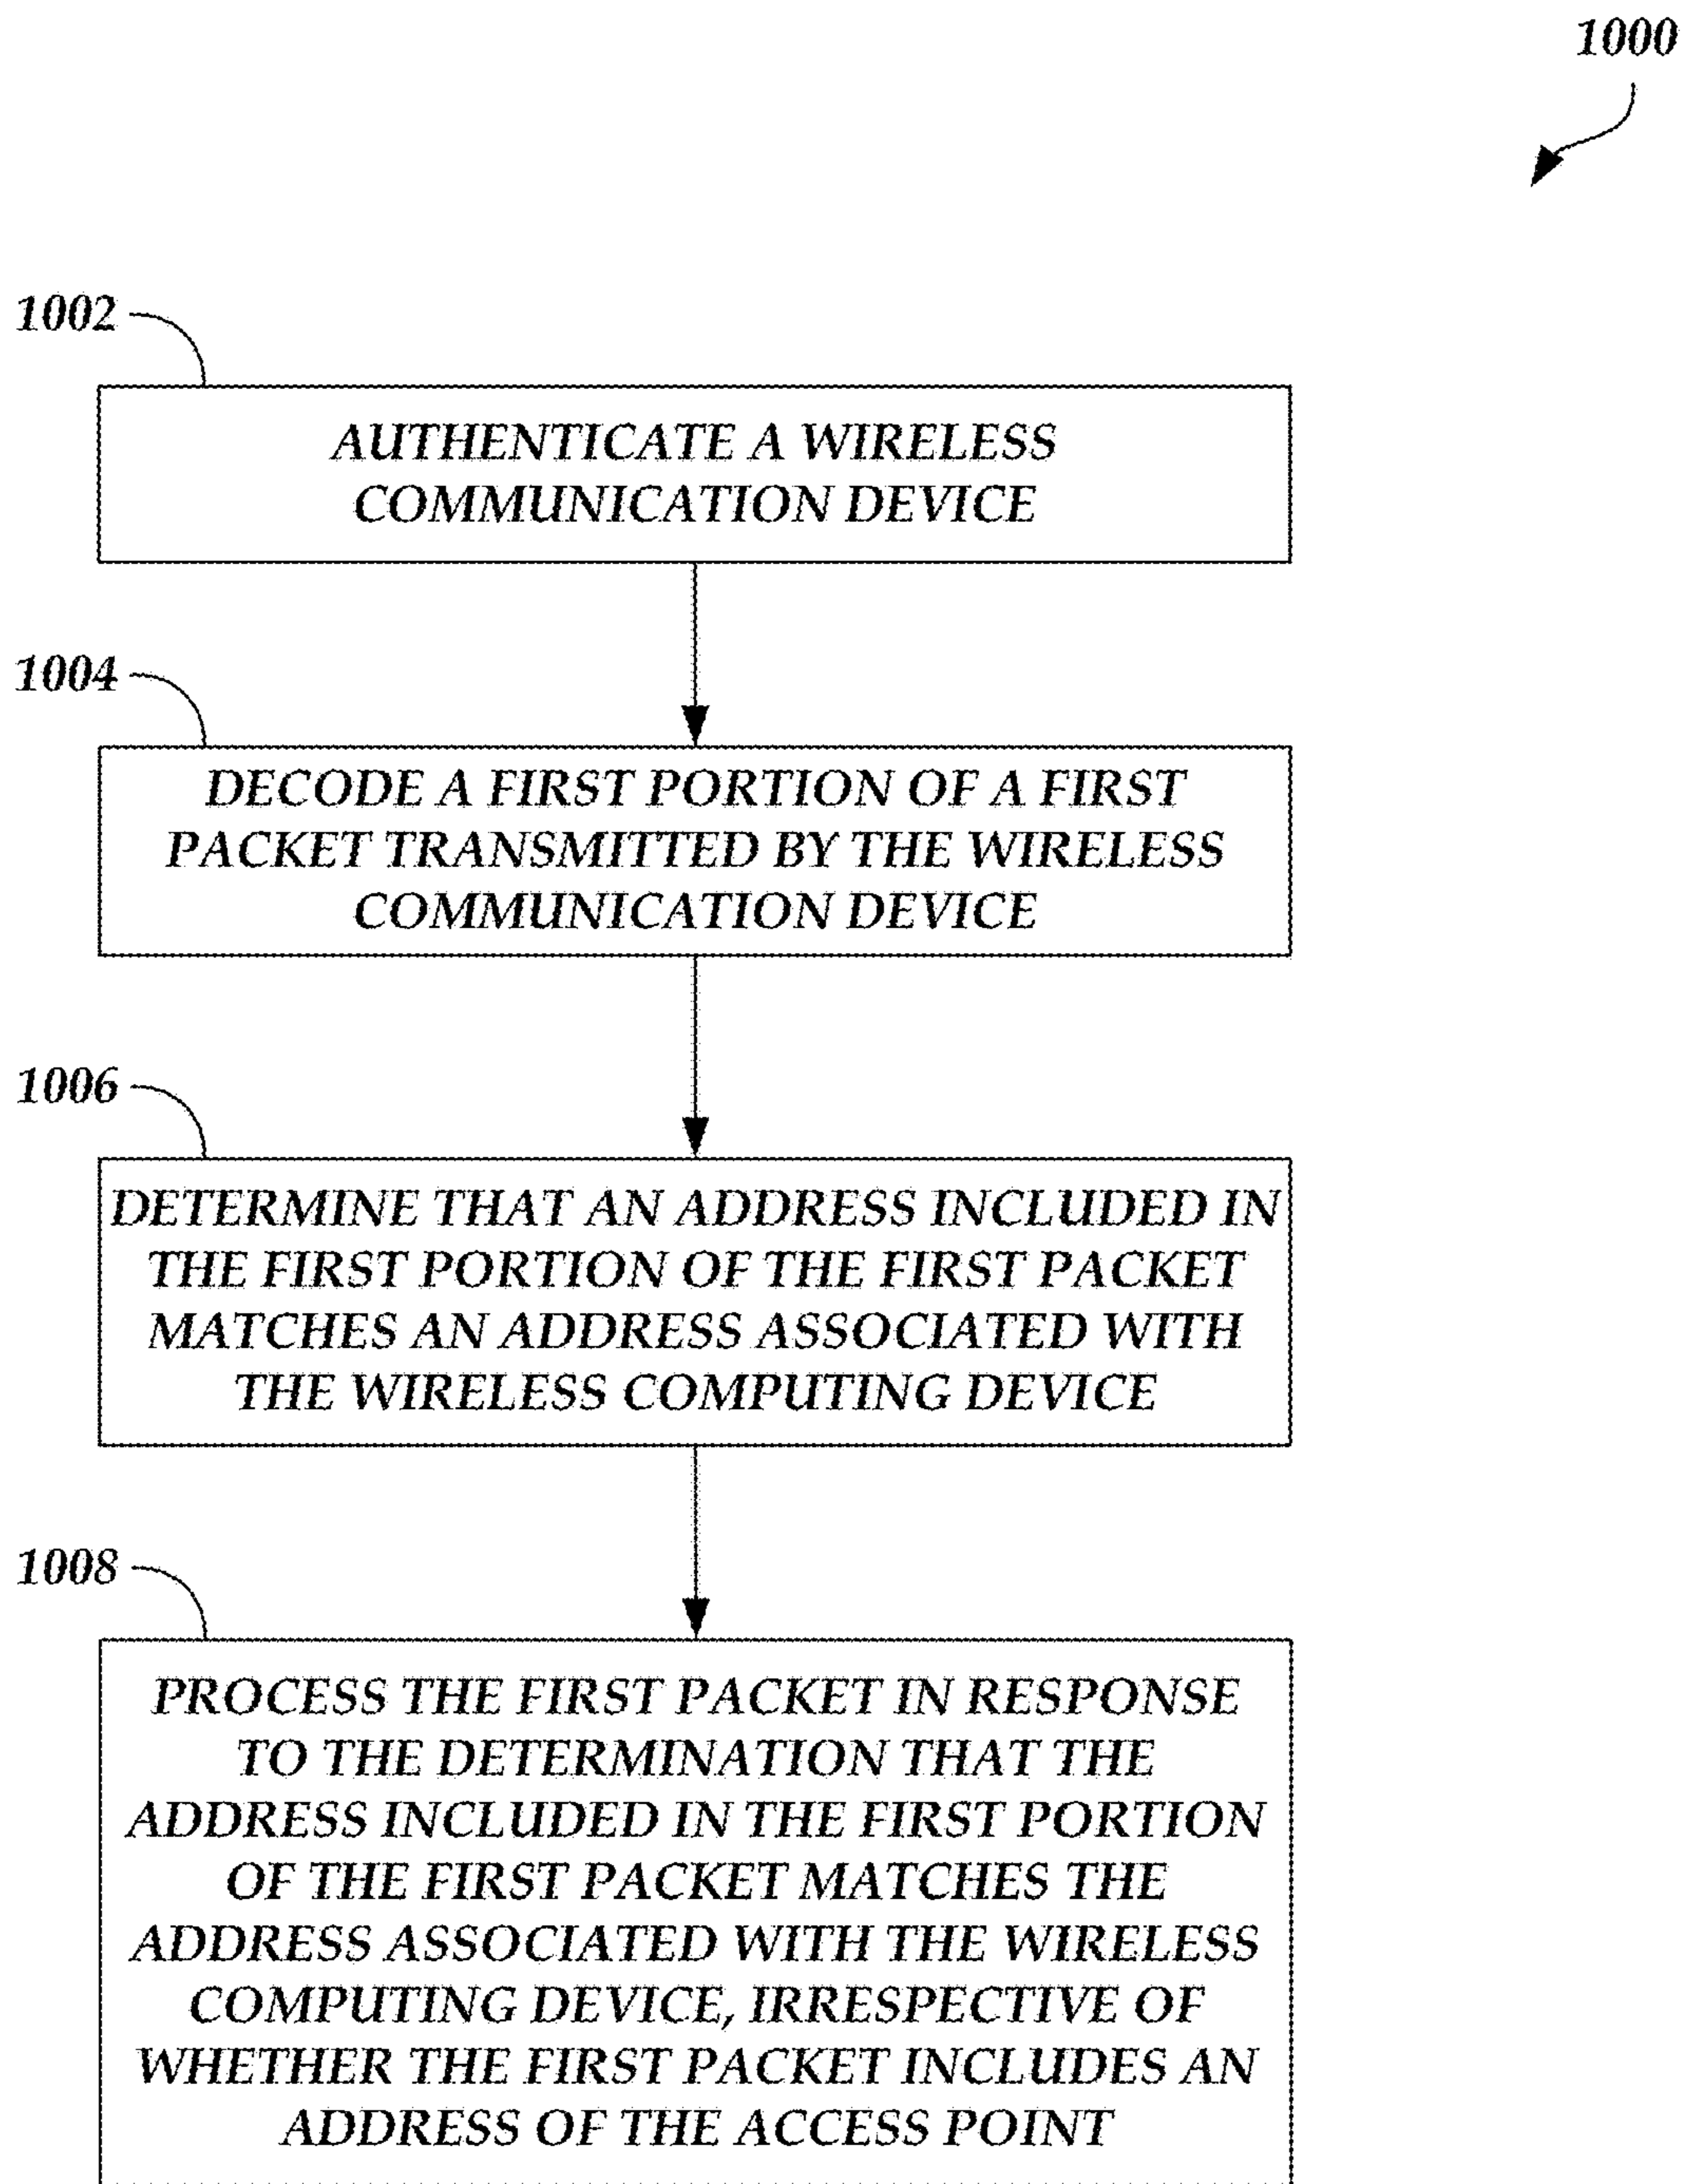 1000
1002
AUTHENTICATE A WIRELESS
COMMUNICATION DEVICE
1004
DECODE A FIRST PORTION OF A FIRST
PACKET TRANSMITTED BY THE WIRELESS
COMMUNICATION DEVICE
1006
DETERMINE THAT AN ADDRESS INCLUDED IN
THE FIRST PORTION OF THE FIRST PACKET
MATCHES AN ADDRESS ASSOCIATED WITH
THE WIRELESS COMPUTING DEVICE
1008
PROCESS THE FIRST PACKET IN RESPONSE
TO THE DETERMINATION THAT THE
ADDRESS INCLUDED IN THE FIRST PORTION
OF THE FIRST PACKET MATCHES THE
ADDRESS ASSOCIATED WITH THE WIRELESS
COMPUTING DEVICE, IRRESPECTIVE OF
WHETHER THE FIRST PACKET INCLUDES AN
ADDRESS OF THE ACCESS POINT